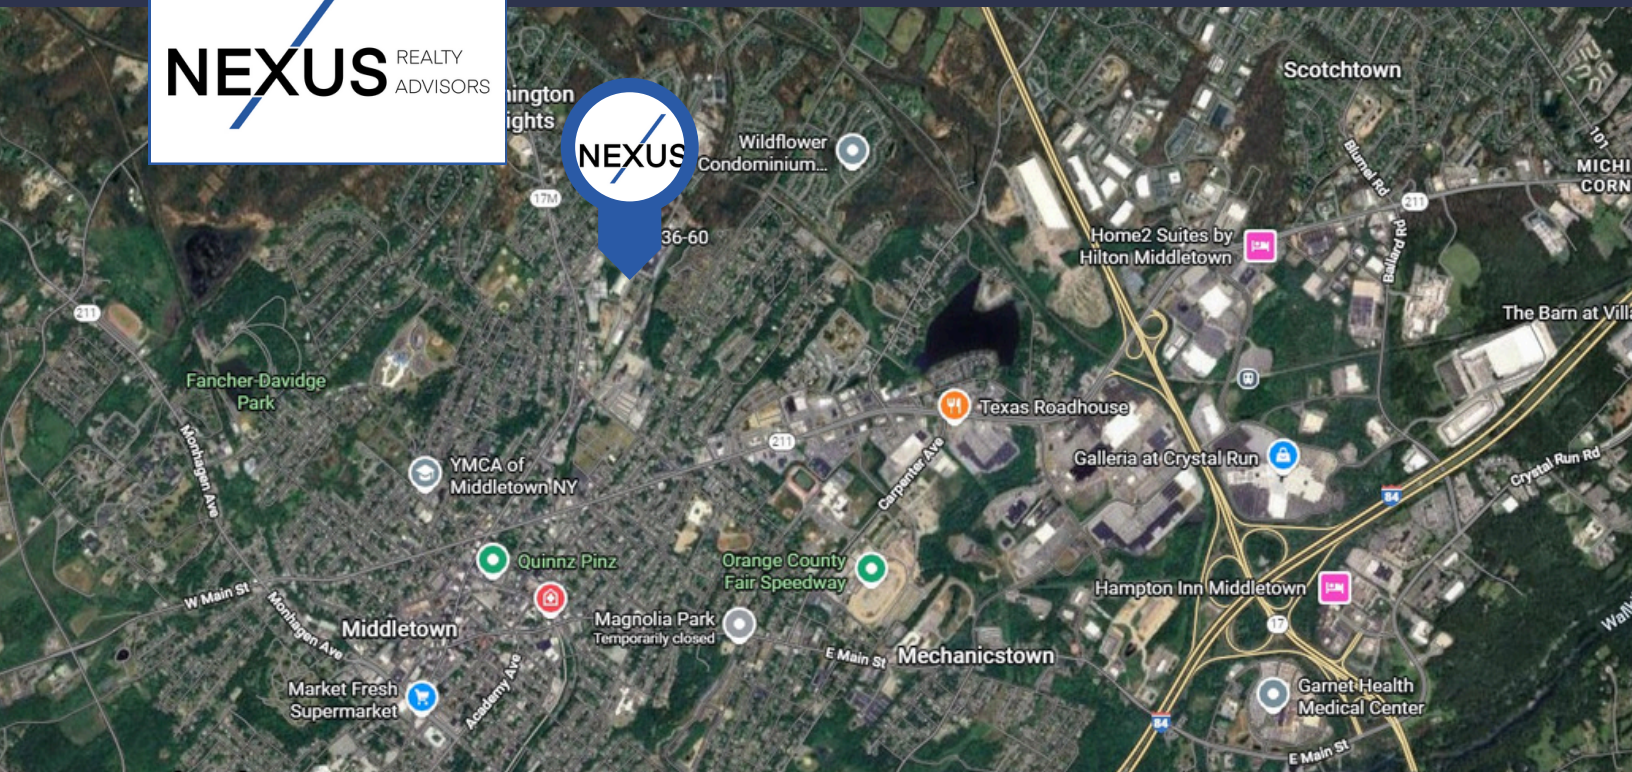 NEXUS
REALTY
ADVISORS
ington
ights
NEXUS
Wildflower
Condominium...
Scotchtown
101
Blumel Rd
MICHI
CORN
17M
211
36-60
Home2 Suites by
Hilton Middletown
Ballard Rd
211
The Barn at Vill
Fancher-Davidge
Park
Texas Roadhouse
211
Monhagen Ave
YMCA of
Middletown NY
Carpenter Ave
Galleria at Crystal Run
Crystal Run Rd
84
Quinnz Pinz
Orange County
Fair Speedway
Hampton Inn Middletown
W Main St
Monhagen Ave
Middletown
Magnolia Park
Temporarily closed
17
Wallk
E Main St
Mechanicstown
Market Fresh
Supermarket
Academy Ave
Garnet Health
Medical Center
84
E Main St